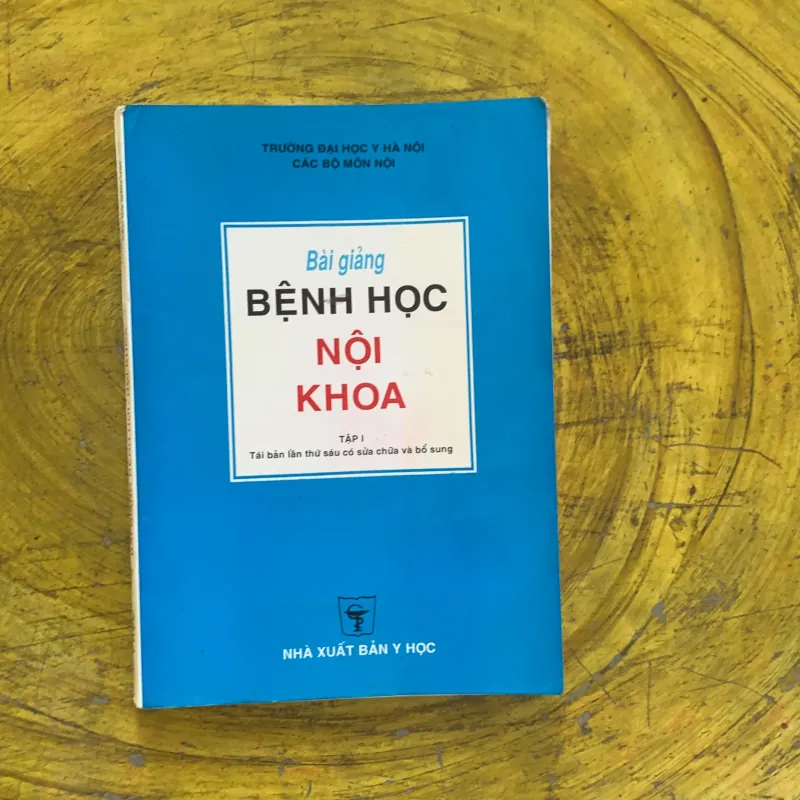 TRƯỜNG ĐẠI HỌC Y HÀ NỘI
CÁC BỘ MÔN NỘI
Bài giảng
BỆNH HỌC
NỘI
KHOA
TẬP I
Tái bản lần thứ sáu có sửa chữa và bổ sung
NHÀ XUẤT BẢN Y HỌC